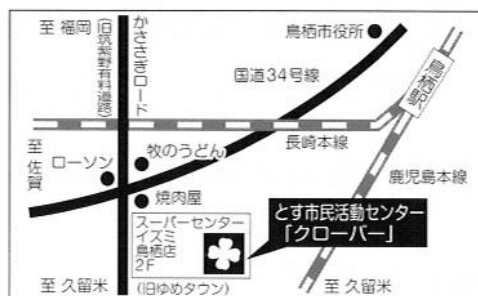 至 福岡
(旧筑紫野有料道路)
かささぎロード
鳥栖市役所
国道34号線
鳥栖駅
長崎本線
至 佐賀
ローソン
牧のうどん
鹿児島本線
焼肉屋
とす市民活動センター
「クローバー」
スーパーセンター
イズミ
鳥栖店
2F
(旧ゆめタウン)
至 久留米
至 久留米